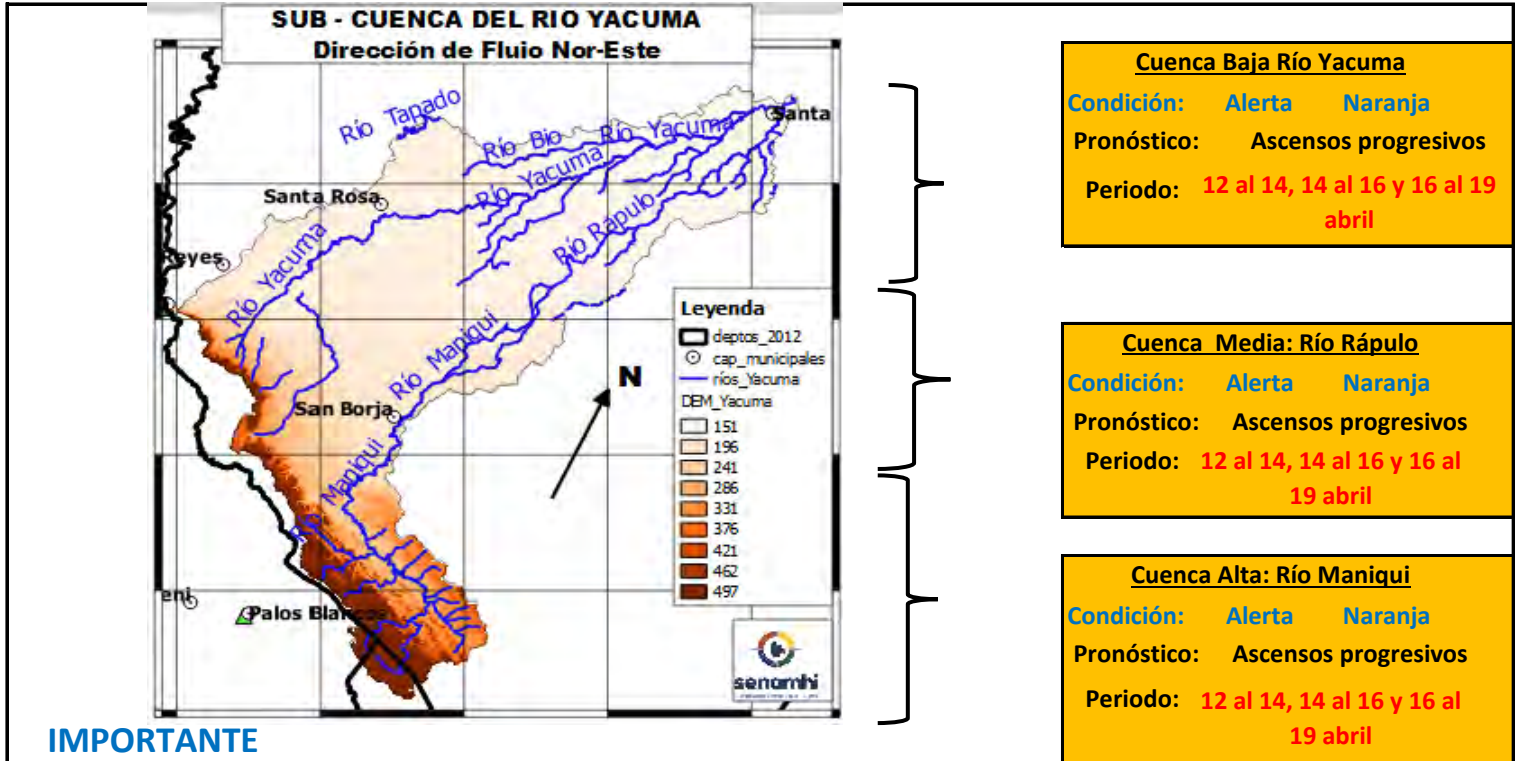 SUB - CUENCA DEL RIO YACUMA
Dirección de Fluio Nor-Este
Río Tapado
Río Bio
Río Yacuma
Río Yacuma
Santa
Santa Rosa
Río Rápulo
Reyes
Río Yacuma
Río Maniqui
San Borja
Río Maniqui
eni
Palos Blancos
N
Leyenda
deptos_2012
cap_municipales
ríos_Yacuma
DEM_Yacuma
151
196
241
286
331
376
421
462
497
senamhi
Cuenca Baja Río Yacuma
Condición: Alerta Naranja
Pronóstico: Ascensos progresivos
Periodo: 12 al 14, 14 al 16 y 16 al 19
abril
Cuenca Media: Río Rápulo
Condición: Alerta Naranja
Pronóstico: Ascensos progresivos
Periodo: 12 al 14, 14 al 16 y 16 al
19 abril
Cuenca Alta: Río Maniqui
Condición: Alerta Naranja
Pronóstico: Ascensos progresivos
Periodo: 12 al 14, 14 al 16 y 16 al
19 abril
IMPORTANTE